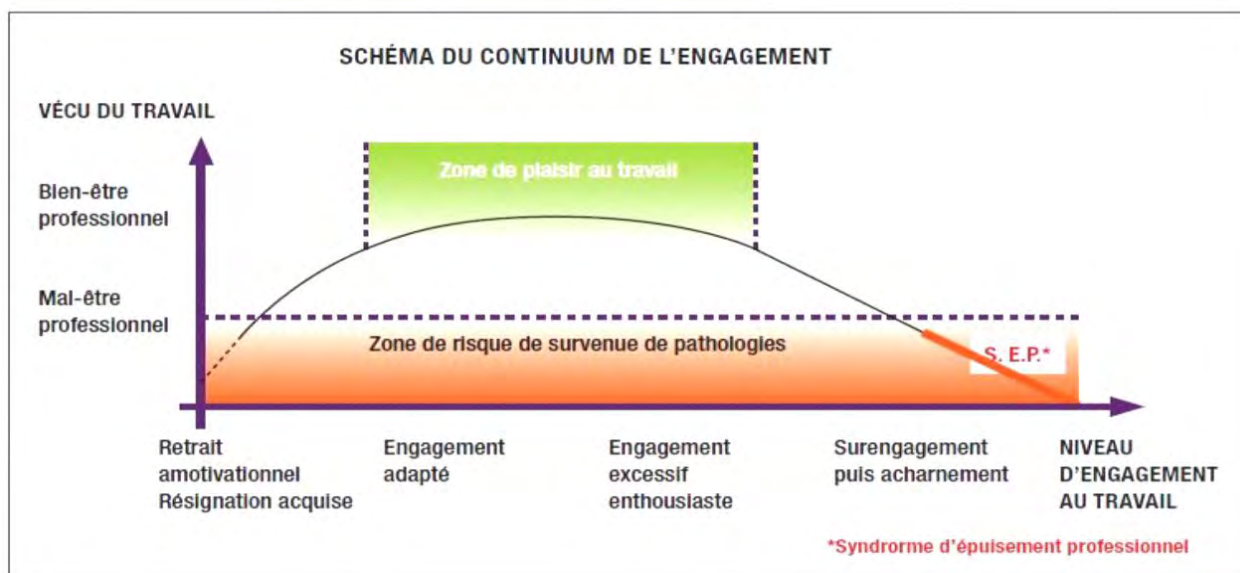 SCHÉMA DU CONTINUUM DE L'ENGAGEMENT
VÉCU DU TRAVAIL
Zone de plaisir au travail
Bien-être
professionnel
Mal-être
professionnel
Zone de risque de survenue de pathologies
S. E.P.*
Retrait
amotivationnel
Résignation acquise
Engagement
adapté
Engagement
excessif
enthousiaste
Surengagement
puis acharnement
NIVEAU
D'ENGAGEMENT
AU TRAVAIL
*Syndrorme d'épuisement professionnel